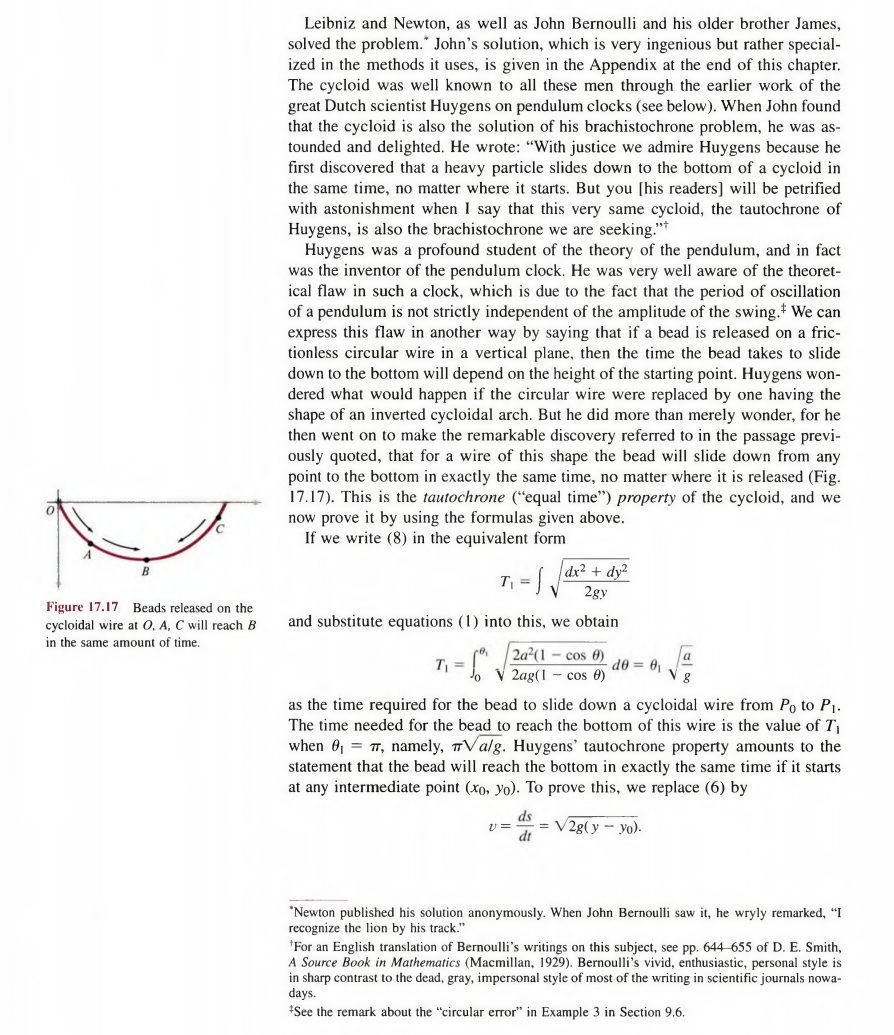 Leibniz and Newton, as well as John Bernoulli and his older brother James,
solved the problem.* John's solution, which is very ingenious but rather special-
ized in the methods it uses, is given in the Appendix at the end of this chapter.
The cycloid was well known to all these men through the earlier work of the
great Dutch scientist Huygens on pendulum clocks (see below). When John found
that the cycloid is also the solution of his brachistochrone problem, he was as-
tounded and delighted. He wrote: “With justice we admire Huygens because he
first discovered that a heavy particle slides down to the bottom of a cycloid in
the same time, no matter where it starts. But you [his readers] will be petrified
with astonishment when I say that this very same cycloid, the tautochrone of
Huygens, is also the brachistochrone we are seeking.”†
Huygens was a profound student of the theory of the pendulum, and in fact
was the inventor of the pendulum clock. He was very well aware of the theoret-
ical flaw in such a clock, which is due to the fact that the period of oscillation
of a pendulum is not strictly independent of the amplitude of the swing.‡ We can
express this flaw in another way by saying that if a bead is released on a fric-
tionless circular wire in a vertical plane, then the time the bead takes to slide
down to the bottom will depend on the height of the starting point. Huygens won-
dered what would happen if the circular wire were replaced by one having the
shape of an inverted cycloidal arch. But he did more than merely wonder, for he
then went on to make the remarkable discovery referred to in the passage previ-
ously quoted, that for a wire of this shape the bead will slide down from any
point to the bottom in exactly the same time, no matter where it is released (Fig.
17.17). This is the tautochrone (“equal time”) property of the cycloid, and we
now prove it by using the formulas given above.
If we write (8) in the equivalent form
T₁ = ∫ √((dx² + dy²)/(2gy))
O
A
B
C
Figure 17.17 Beads released on the
cycloidal wire at O, A, C will reach B
in the same amount of time.
and substitute equations (1) into this, we obtain
T₁ = ∫₀^θ₁ √((2a²(1 − cos θ))/(2ag(1 − cos θ))) dθ = θ₁ √(a/g)
as the time required for the bead to slide down a cycloidal wire from P₀ to P₁.
The time needed for the bead to reach the bottom of this wire is the value of T₁
when θ₁ = π, namely, π√a/g. Huygens' tautochrone property amounts to the
statement that the bead will reach the bottom in exactly the same time if it starts
at any intermediate point (x₀, y₀). To prove this, we replace (6) by
v = ds/dt = √(2g(y − y₀)).
*Newton published his solution anonymously. When John Bernoulli saw it, he wryly remarked, “I
recognize the lion by his track.”
†For an English translation of Bernoulli's writings on this subject, see pp. 644–655 of D. E. Smith,
A Source Book in Mathematics (Macmillan, 1929). Bernoulli's vivid, enthusiastic, personal style is
in sharp contrast to the dead, gray, impersonal style of most of the writing in scientific journals nowa-
days.
‡See the remark about the “circular error” in Example 3 in Section 9.6.